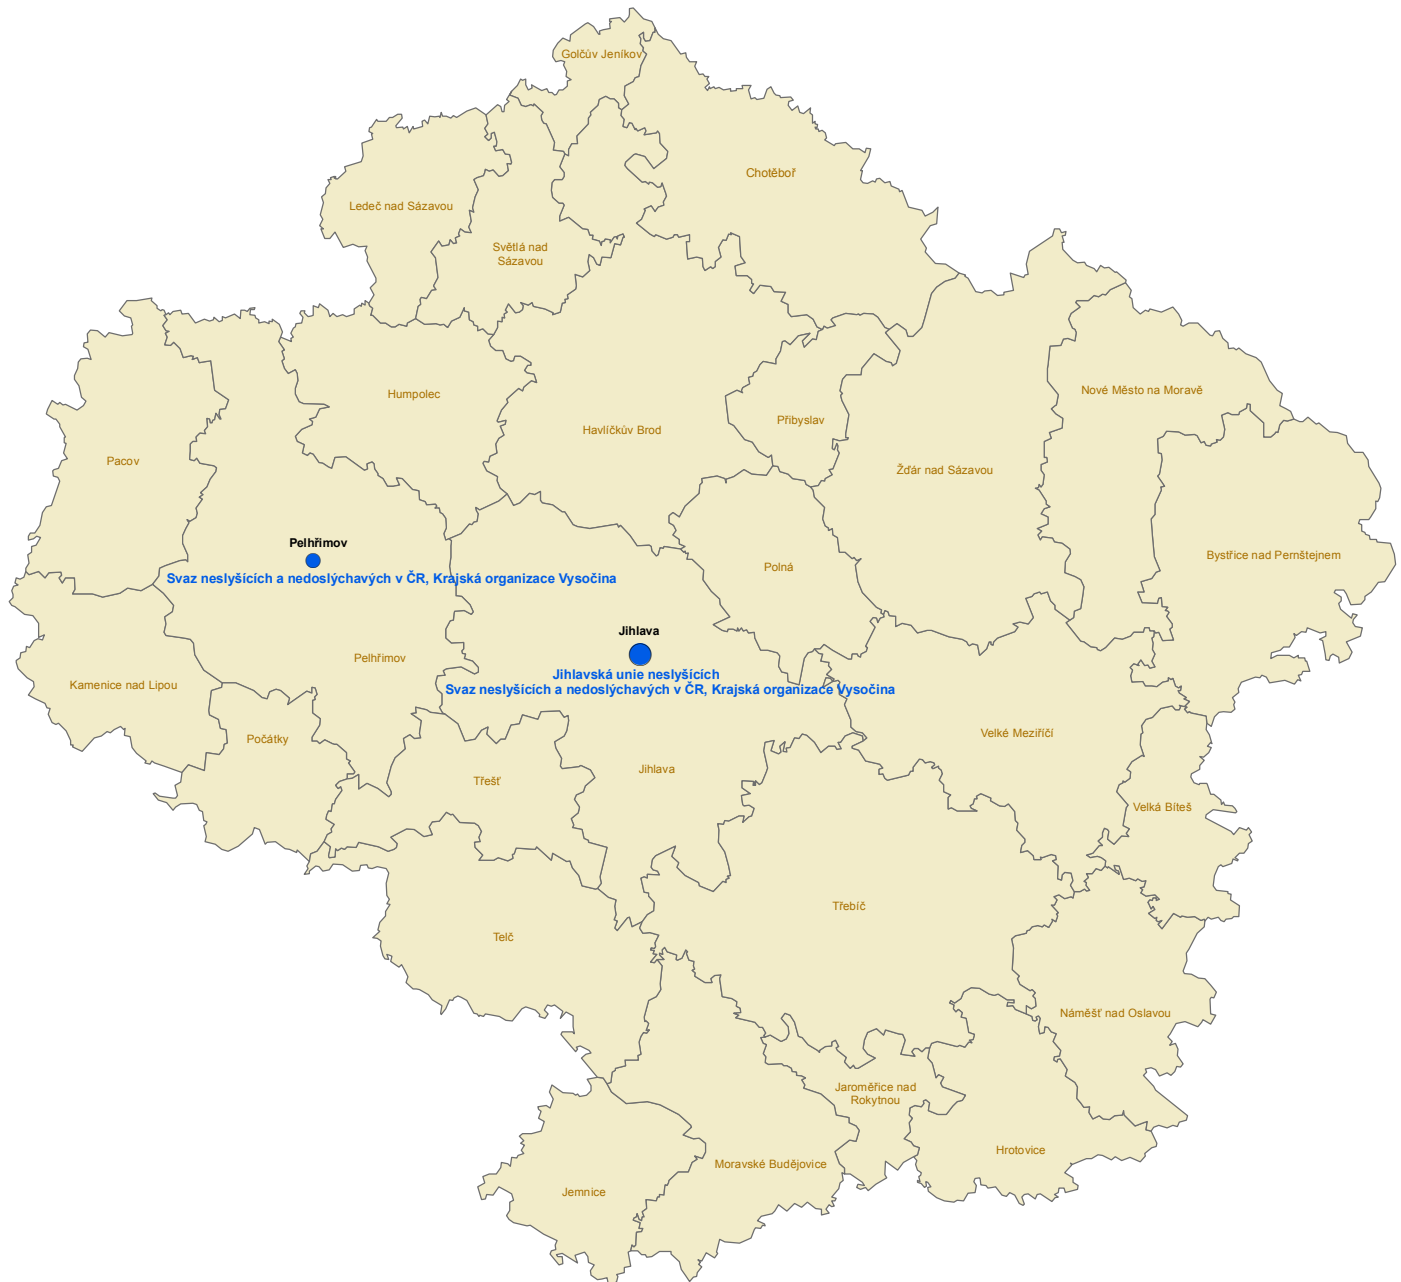 Golčův Jeníkov
Chotěboř
Ledeč nad Sázavou
Světlá nad
Sázavou
Humpolec
Nové Město na Moravě
Přibyslav
Havlíčkův Brod
Pacov
Žďár nad Sázavou
Pelhřimov
Svaz neslyšících a nedoslýchavých v ČR, Krajská organizace Vysočina
Bystřice nad Pernštejnem
Polná
Jihlava
Pelhřimov
Jihlavská unie neslyšících
Svaz neslyšících a nedoslýchavých v ČR, Krajská organizace Vysočina
Kamenice nad Lipou
Velké Meziříčí
Počátky
Jihlava
Třešť
Velká Bíteš
Třebíč
Telč
Náměšť nad Oslavou
Jaroměřice nad
Rokytnou
Hrotovice
Moravské Budějovice
Jemnice